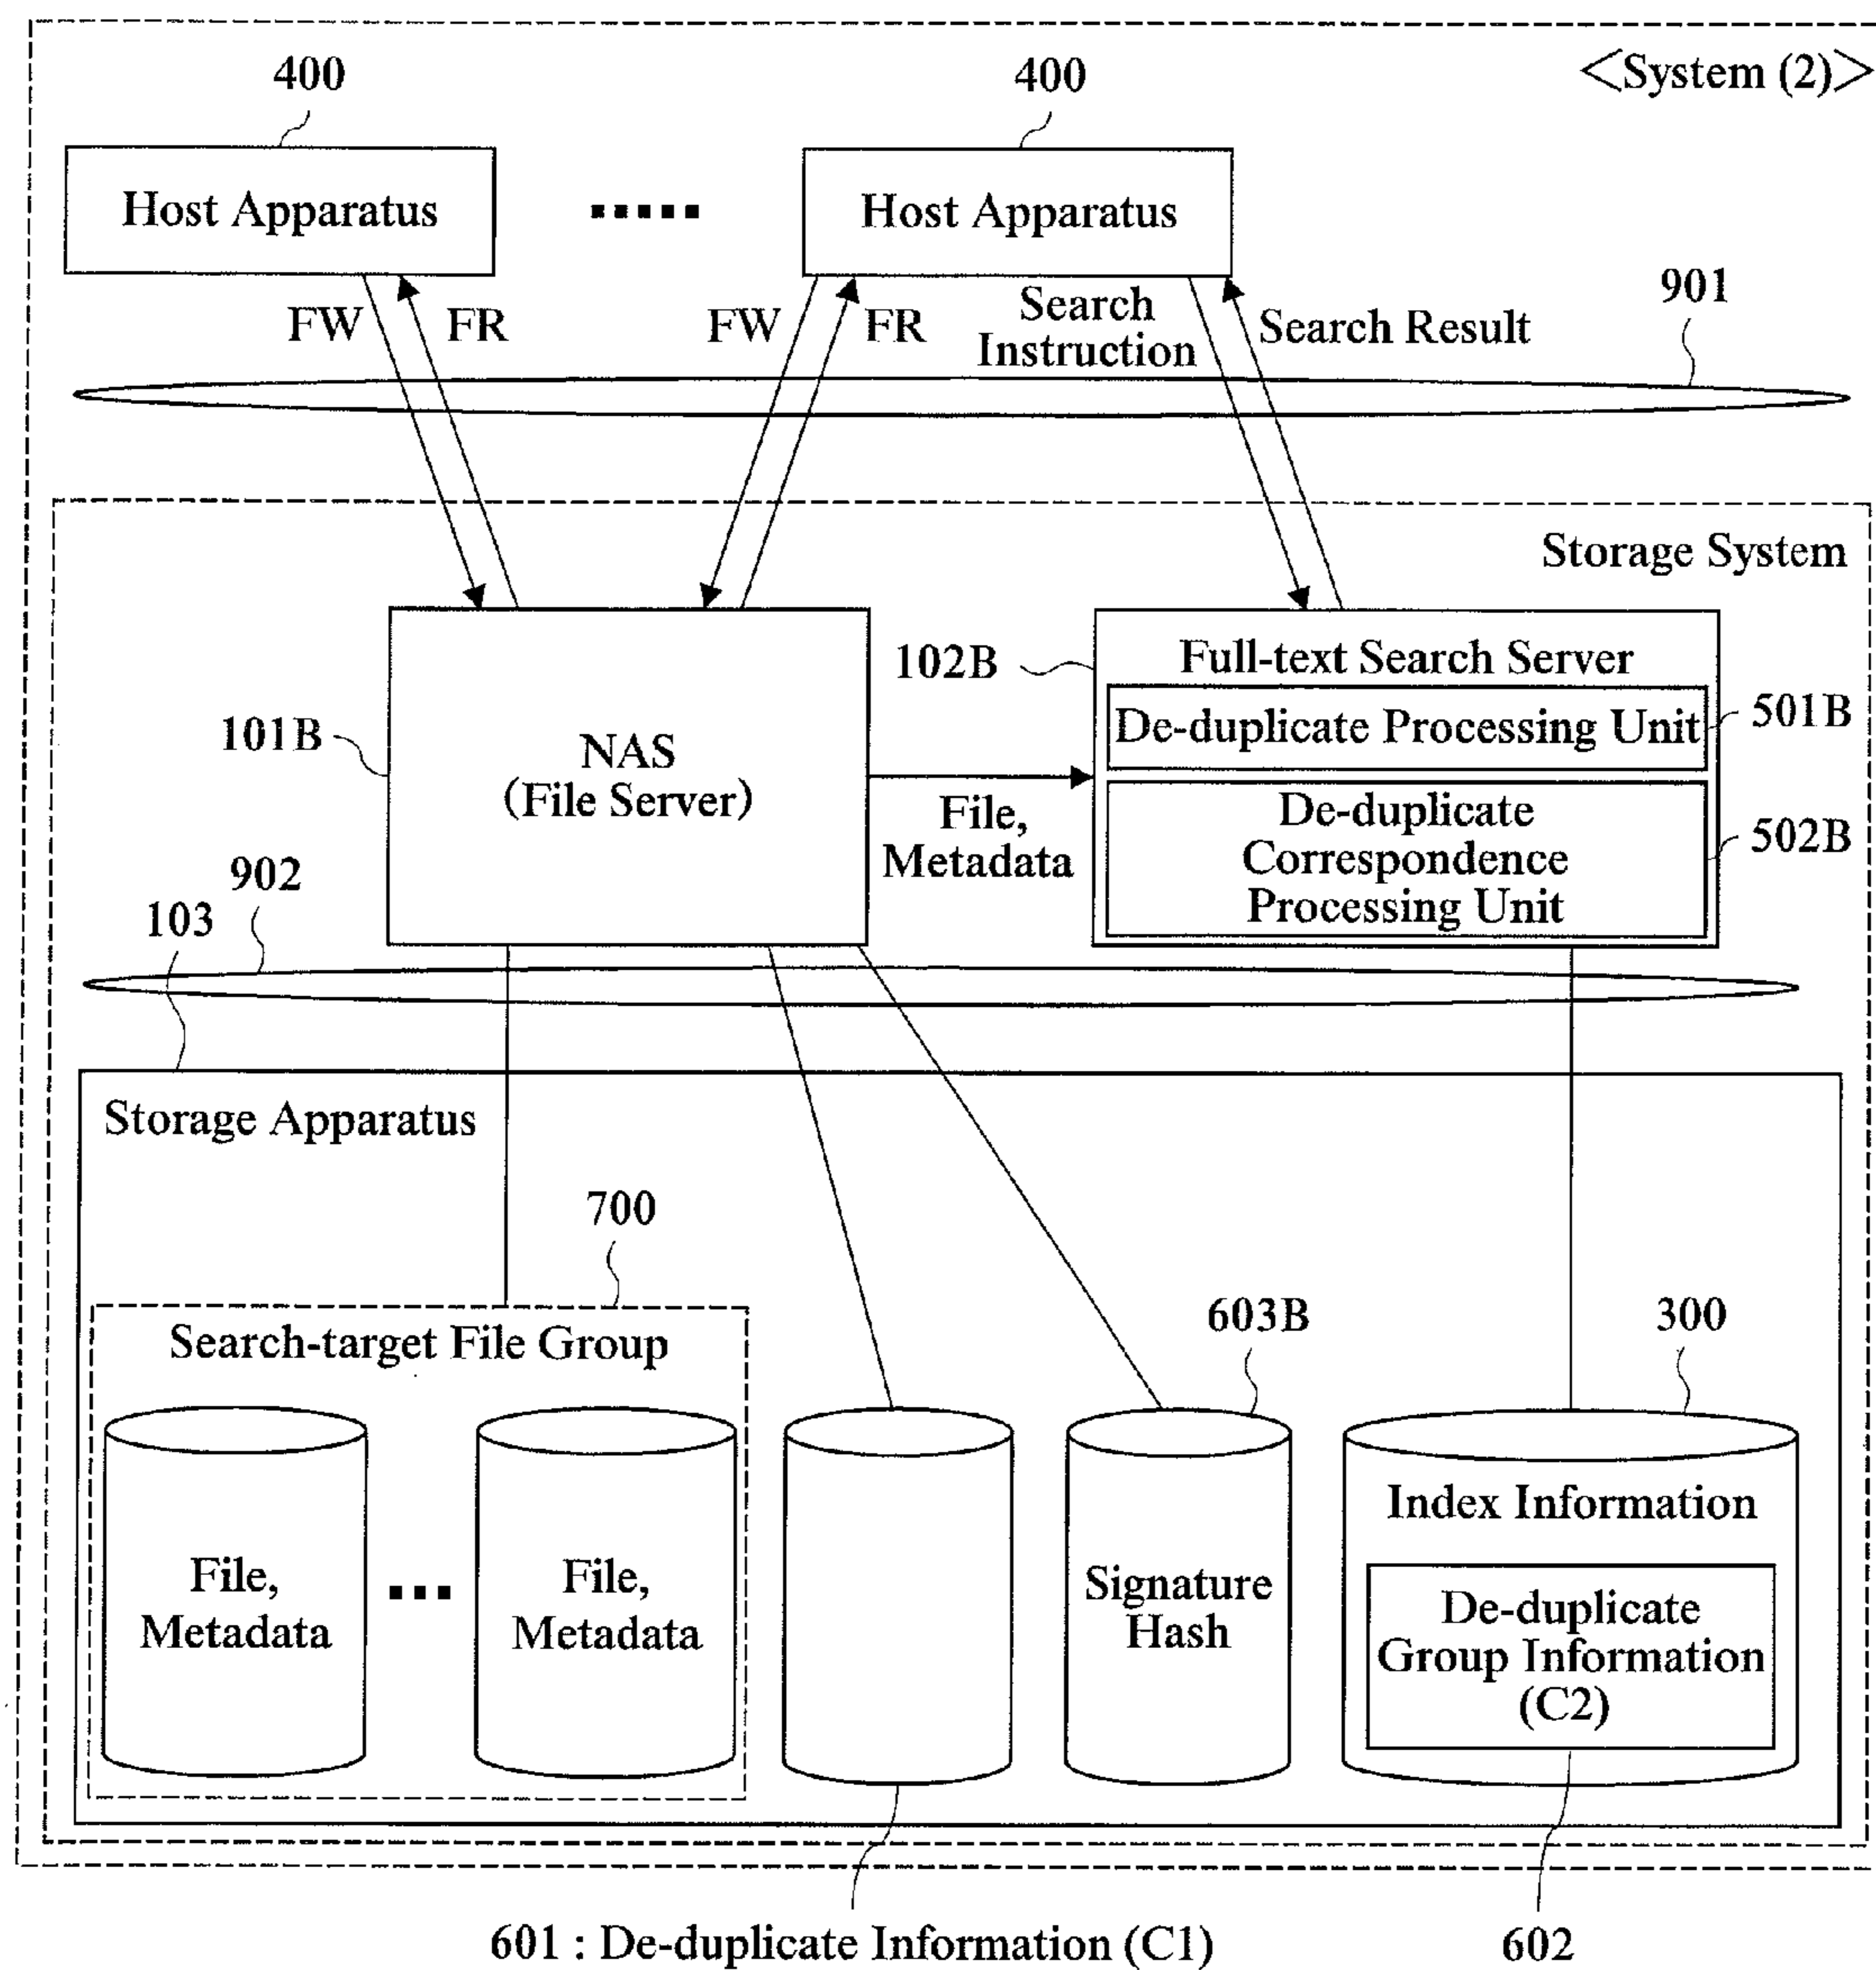 <System (2)>
400
400
Host Apparatus
Host Apparatus
FW
FR
FW
FR
Search
Instruction
Search Result
901
Storage System
102B
Full-text Search Server
De-duplicate Processing Unit
501B
101B
NAS
(File Server)
File,
Metadata
De-duplicate
Correspondence
Processing Unit
502B
902
103
Storage Apparatus
700
Search-target File Group
603B
300
File,
Metadata
File,
Metadata
Signature
Hash
Index Information
De-duplicate
Group Information
(C2)
601 : De-duplicate Information (C1)
602